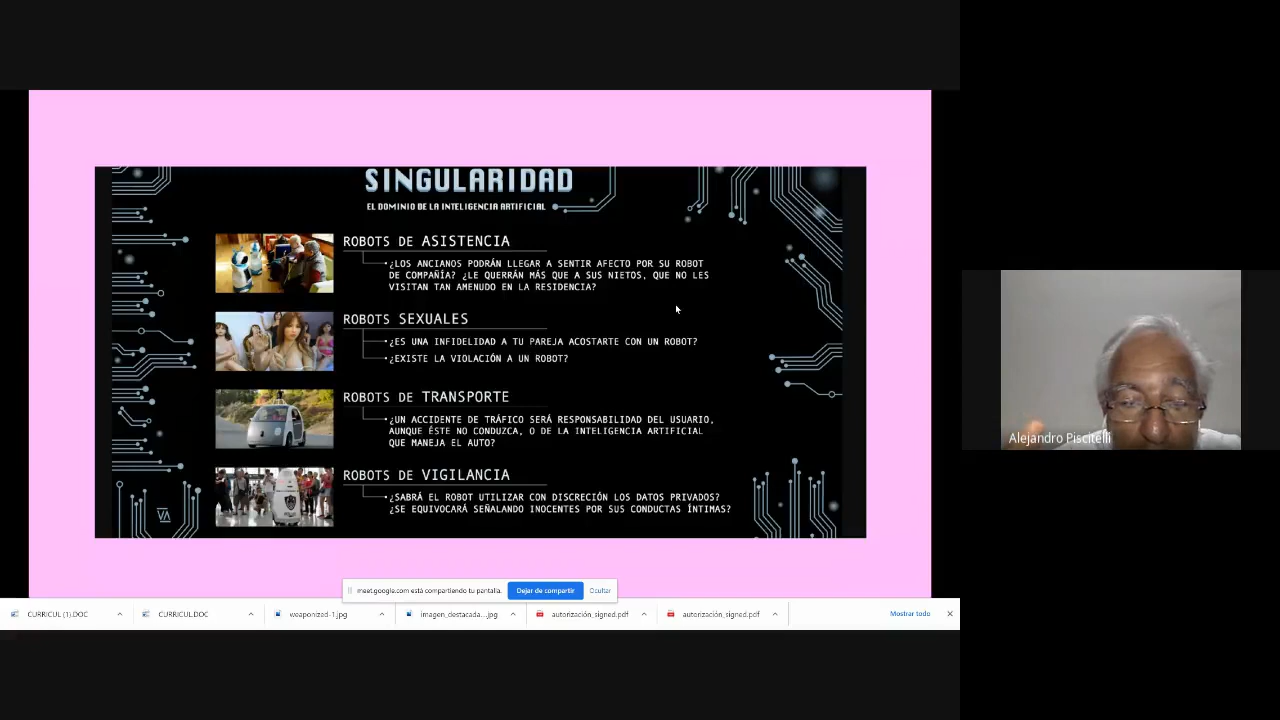 SINGULARIDAD
EL DOMINIO DE LA INTELIGENCIA ARTIFICIAL
ROBOTS DE ASISTENCIA
¿LOS ANCIANOS PODRÁN LLEGAR A SENTIR AFECTO POR SU ROBOT
DE COMPAÑÍA? ¿LE QUERRÁN MÁS QUE A SUS NIETOS, QUE NO LES
VISITAN TAN AMENUDO EN LA RESIDENCIA?
ROBOTS SEXUALES
¿ES UNA INFIDELIDAD A TU PAREJA ACOSTARTE CON UN ROBOT?
¿EXISTE LA VIOLACIÓN A UN ROBOT?
ROBOTS DE TRANSPORTE
¿UN ACCIDENTE DE TRÁFICO SERÁ RESPONSABILIDAD DEL USUARIO,
AUNQUE ÉSTE NO CONDUZCA, O DE LA INTELIGENCIA ARTIFICIAL
QUE MANEJA EL AUTO?
ROBOTS DE VIGILANCIA
¿SABRÁ EL ROBOT UTILIZAR CON DISCRECIÓN LOS DATOS PRIVADOS?
¿SE EQUIVOCARÁ SEÑALANDO INOCENTES POR SUS CONDUCTAS ÍNTIMAS?
Alejandro Piscitelli
meet.google.com está compartiendo tu pantalla.
Dejar de compartir
Ocultar
CURRICUL (1).DOC
CURRICUL.DOC
weaponized-1.jpg
imagen_destacada....jpg
autorización_signed.pdf
autorización_signed.pdf
Mostrar todo